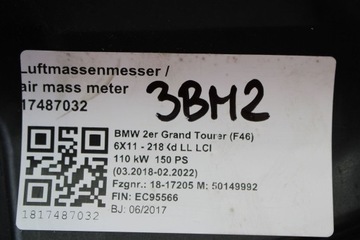 Luftmassenmesser /
air mass meter
17487032
3BM2
BMW 2er Grand Tourer (F46)
6X11 - 218 d LL LCI
110 kW 150 PS
(03.2018-02.2022)
Fzgnr.: 18-17205 M: 50149992
FIN: EC95566
BJ: 06/2017
1817487032